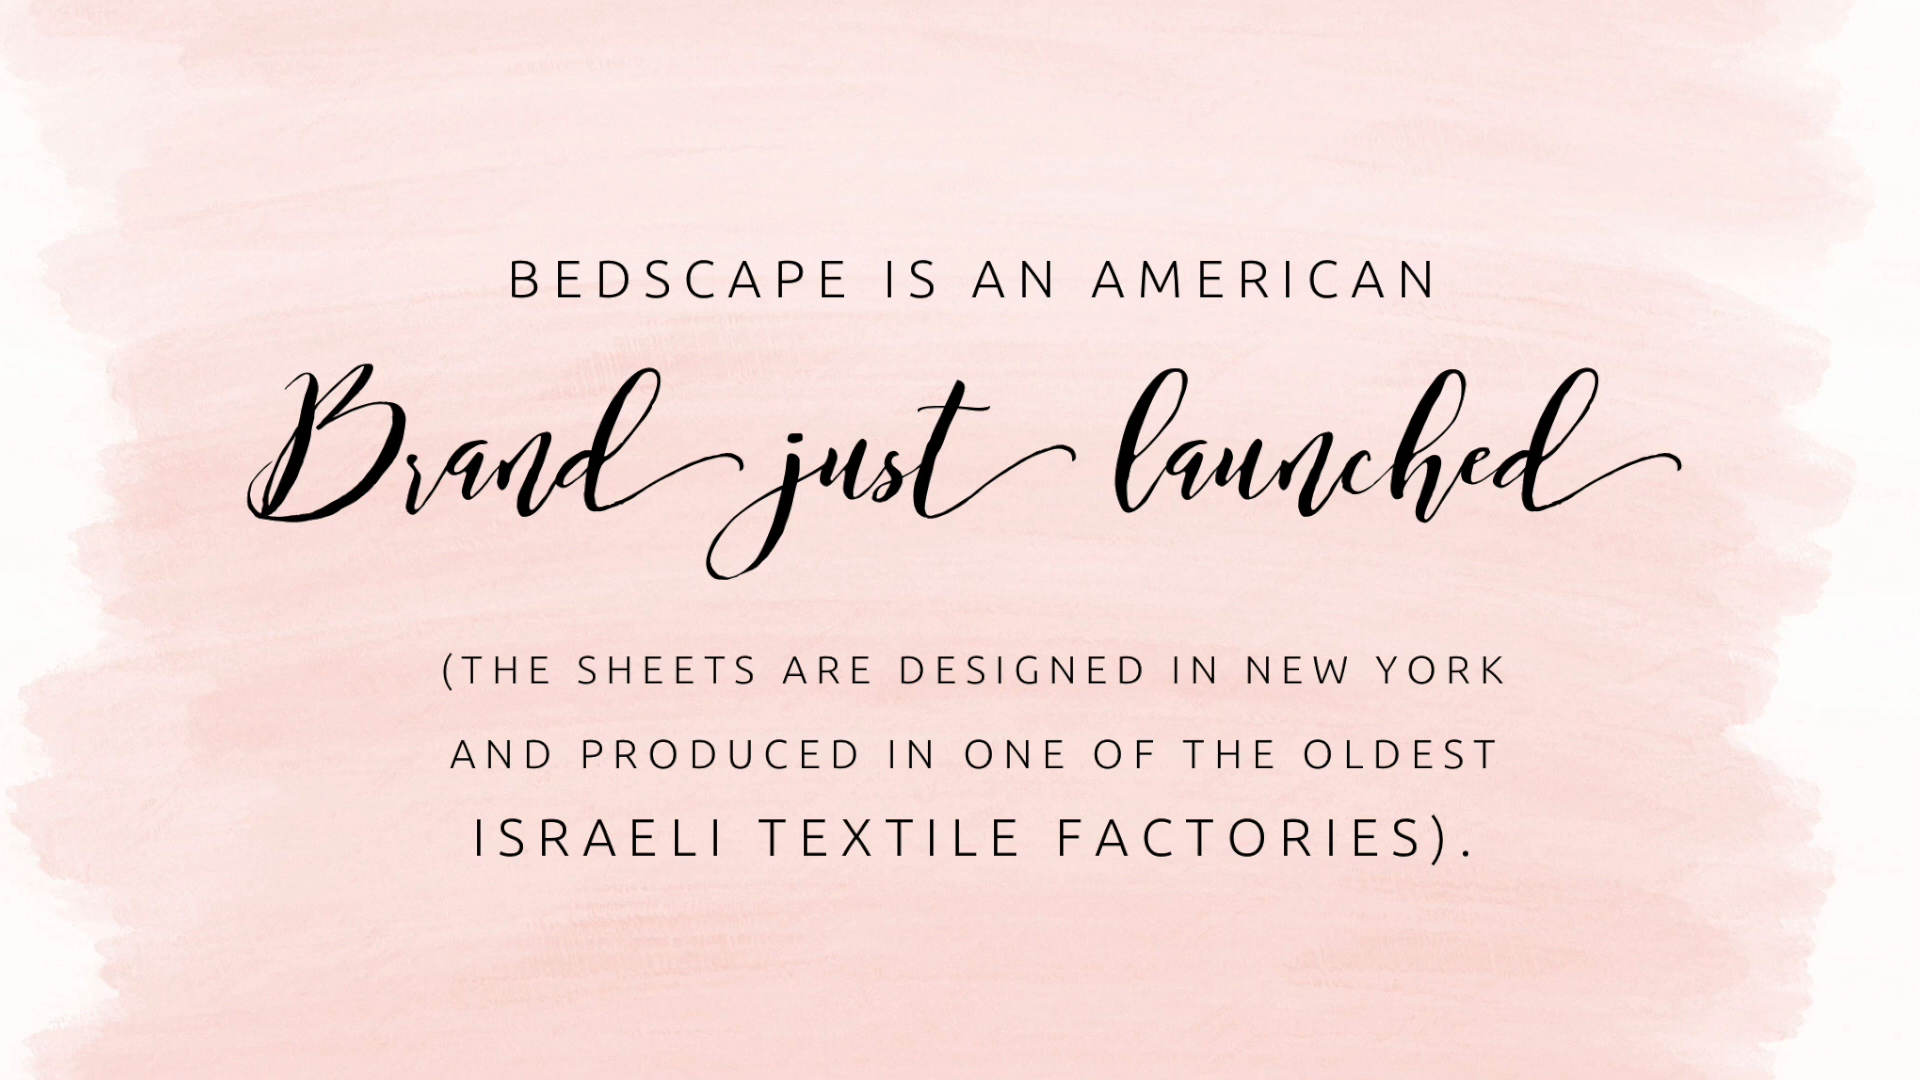 BEDSCAPE IS AN AMERICAN
Brand just launched
(THE SHEETS ARE DESIGNED IN NEW YORK
AND PRODUCED IN ONE OF THE OLDEST
ISRAELI TEXTILE FACTORIES).